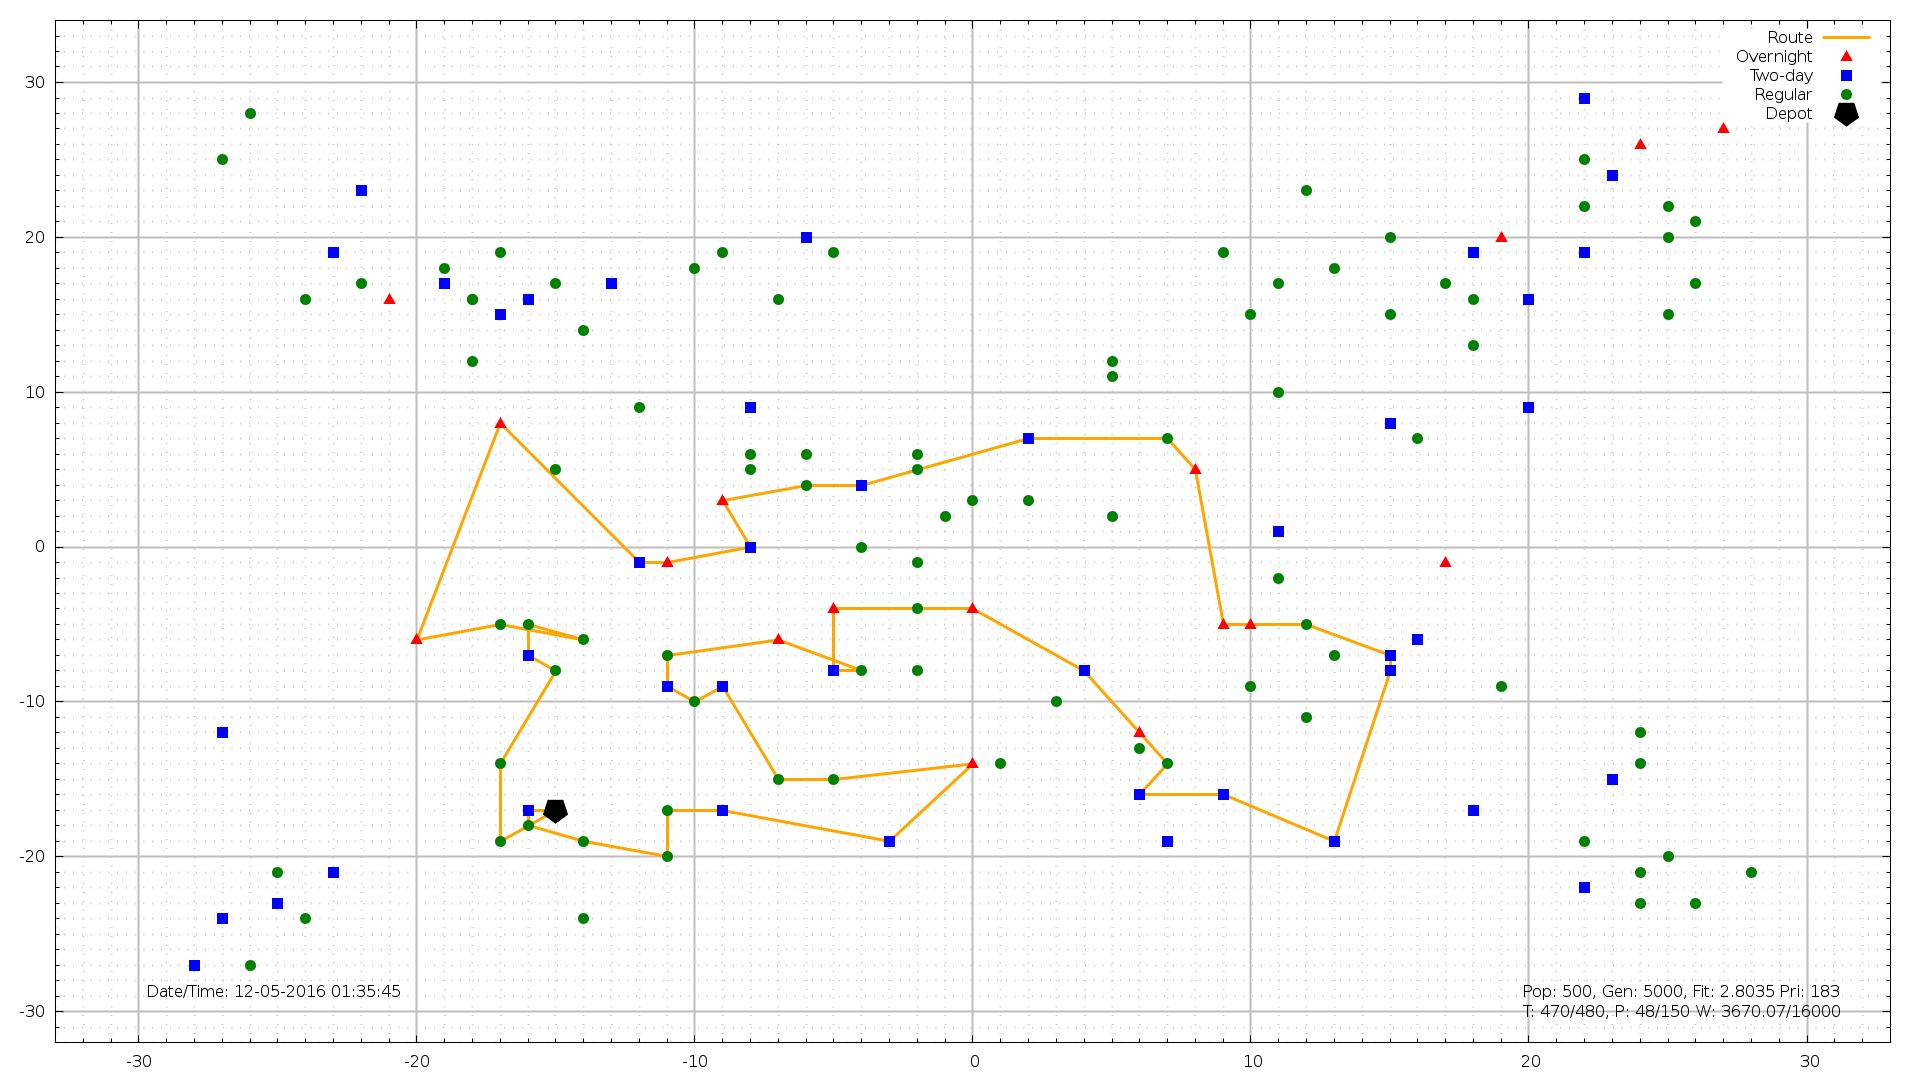 Route
Overnight
Two-day
Regular
Depot
30
20
10
0
-10
-20
-30
Date/Time: 12-05-2016 01:35:45
Pop: 500, Gen: 5000, Fit: 2.8035 Pri: 183
T: 470/480, P: 48/150 W: 3670.07/16000
-30 -20 -10 0 10 20 30